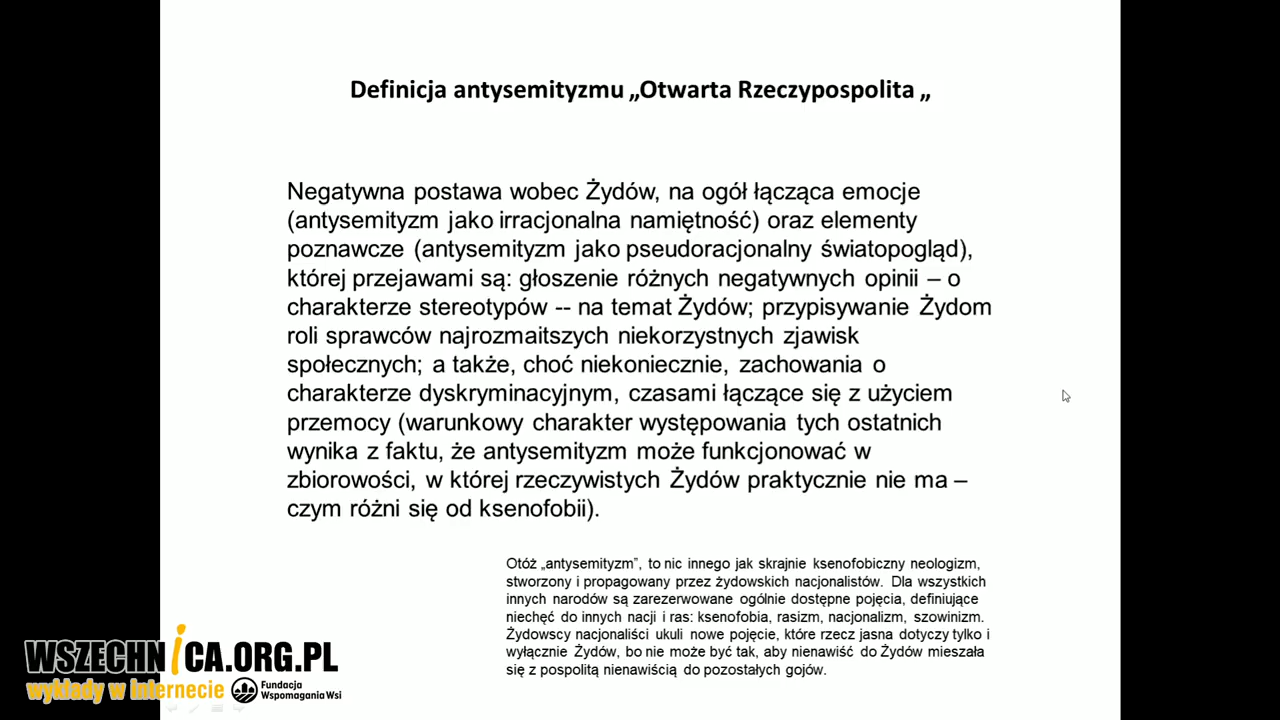 Definicja antysemityzmu „Otwarta Rzeczypospolita „
Negatywna postawa wobec Żydów, na ogół łącząca emocje
(antysemityzm jako irracjonalna namiętność) oraz elementy
poznawcze (antysemityzm jako pseudoracjonalny światopogląd),
której przejawami są: głoszenie różnych negatywnych opinii – o
charakterze stereotypów -- na temat Żydów; przypisywanie Żydom
roli sprawców najrozmaitszych niekorzystnych zjawisk
społecznych; a także, choć niekoniecznie, zachowania o
charakterze dyskryminacyjnym, czasami łączące się z użyciem
przemocy (warunkowy charakter występowania tych ostatnich
wynika z faktu, że antysemityzm może funkcjonować w
zbiorowości, w której rzeczywistych Żydów praktycznie nie ma –
czym różni się od ksenofobii).
Otóż „antysemityzm”, to nic innego jak skrajnie ksenofobiczny neologizm,
stworzony i propagowany przez żydowskich nacjonalistów. Dla wszystkich
innych narodów są zarezerwowane ogólnie dostępne pojęcia, definiujące
niechęć do innych nacji i ras: ksenofobia, rasizm, nacjonalizm, szowinizm.
Żydowscy nacjonaliści ukuli nowe pojęcie, które rzecz jasna dotyczy tylko i
wyłącznie Żydów, bo nie może być tak, aby nienawiść do Żydów mieszała
się z pospolitą nienawiścią do pozostałych gojów.
WSZECHNICA.ORG.PL
wykłady w internecie
Fundacja
Wspomagania Wsi